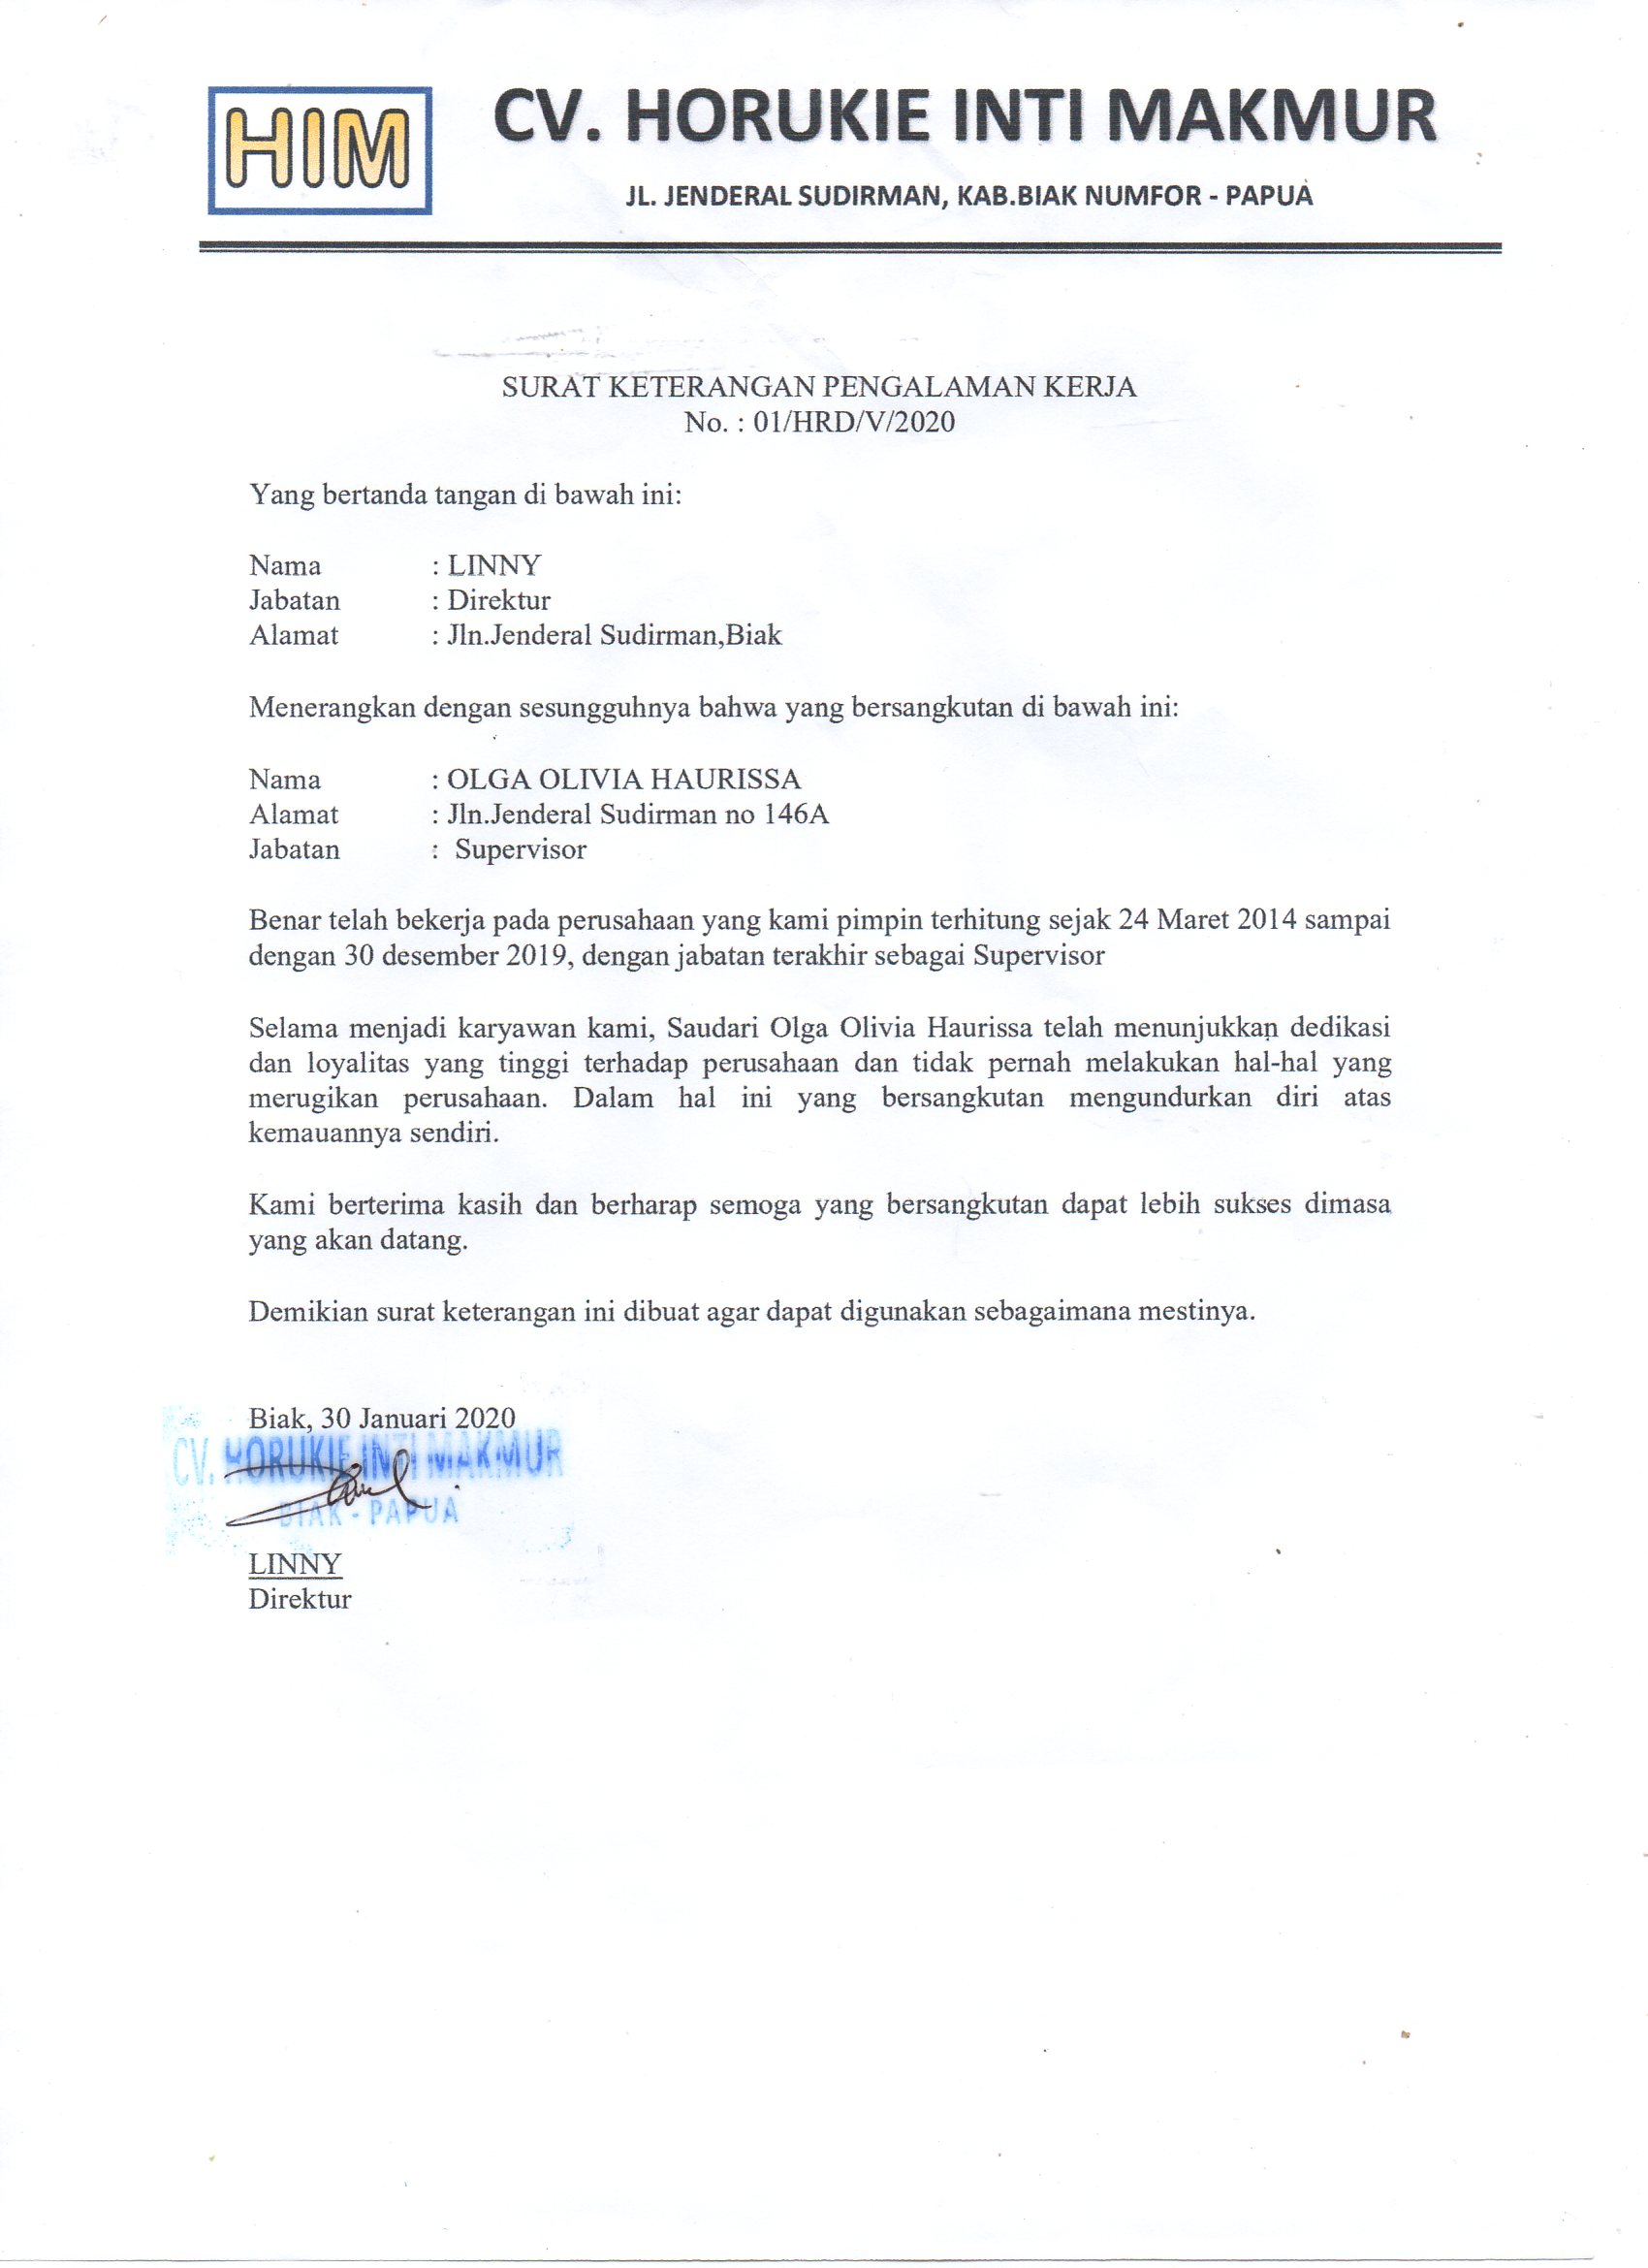 HIM
CV. HORUKIE INTI MAKMUR
JL. JENDERAL SUDIRMAN, KAB.BIAK NUMFOR - PAPUA
SURAT KETERANGAN PENGALAMAN KERJA
No. : 01/HRD/V/2020
Yang bertanda tangan di bawah ini:
Nama : LINNY
Jabatan : Direktur
Alamat : Jln.Jenderal Sudirman,Biak
Menerangkan dengan sesungguhnya bahwa yang bersangkutan di bawah ini:
Nama : OLGA OLIVIA HAURISSA
Alamat : Jln.Jenderal Sudirman no 146A
Jabatan : Supervisor
Benar telah bekerja pada perusahaan yang kami pimpin terhitung sejak 24 Maret 2014 sampai
dengan 30 desember 2019, dengan jabatan terakhir sebagai Supervisor
Selama menjadi karyawan kami, Saudari Olga Olivia Haurissa telah menunjukkan dedikasi
dan loyalitas yang tinggi terhadap perusahaan dan tidak pernah melakukan hal-hal yang
merugikan perusahaan. Dalam hal ini yang bersangkutan mengundurkan diri atas
kemauannya sendiri.
Kami berterima kasih dan berharap semoga yang bersangkutan dapat lebih sukses dimasa
yang akan datang.
Demikian surat keterangan ini dibuat agar dapat digunakan sebagaimana mestinya.
Biak, 30 Januari 2020
CV. HORUKIE INTI MAKMUR
BIAK - PAPUA
LINNY
Direktur